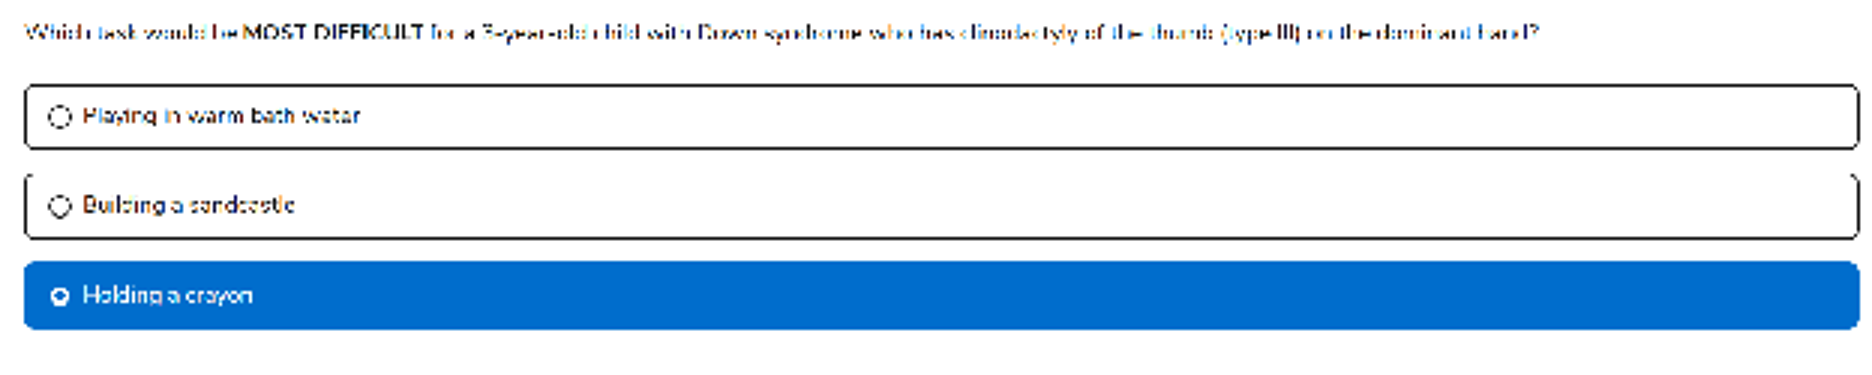 Which task would be MOST DIFFICULT for a 3-year-old child with Down syndrome who has clinodactyly of the thumb (type III) on the dominant hand?
Playing in warm bath water
Building a sandcastle
Holding a crayon